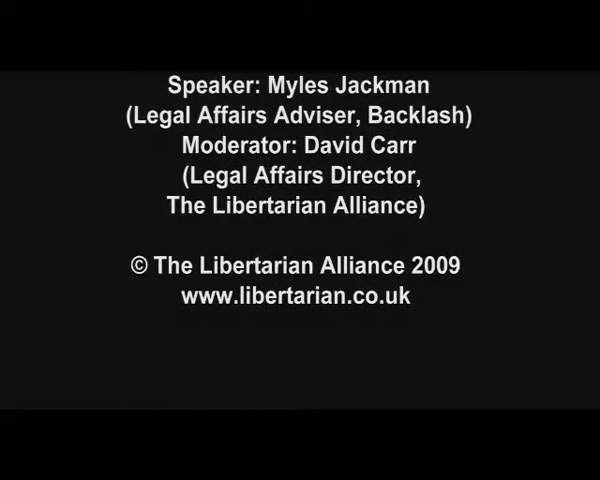 Speaker: Myles Jackman
(Legal Affairs Adviser, Backlash)
Moderator: David Carr
(Legal Affairs Director,
The Libertarian Alliance)
© The Libertarian Alliance 2009
www.libertarian.co.uk